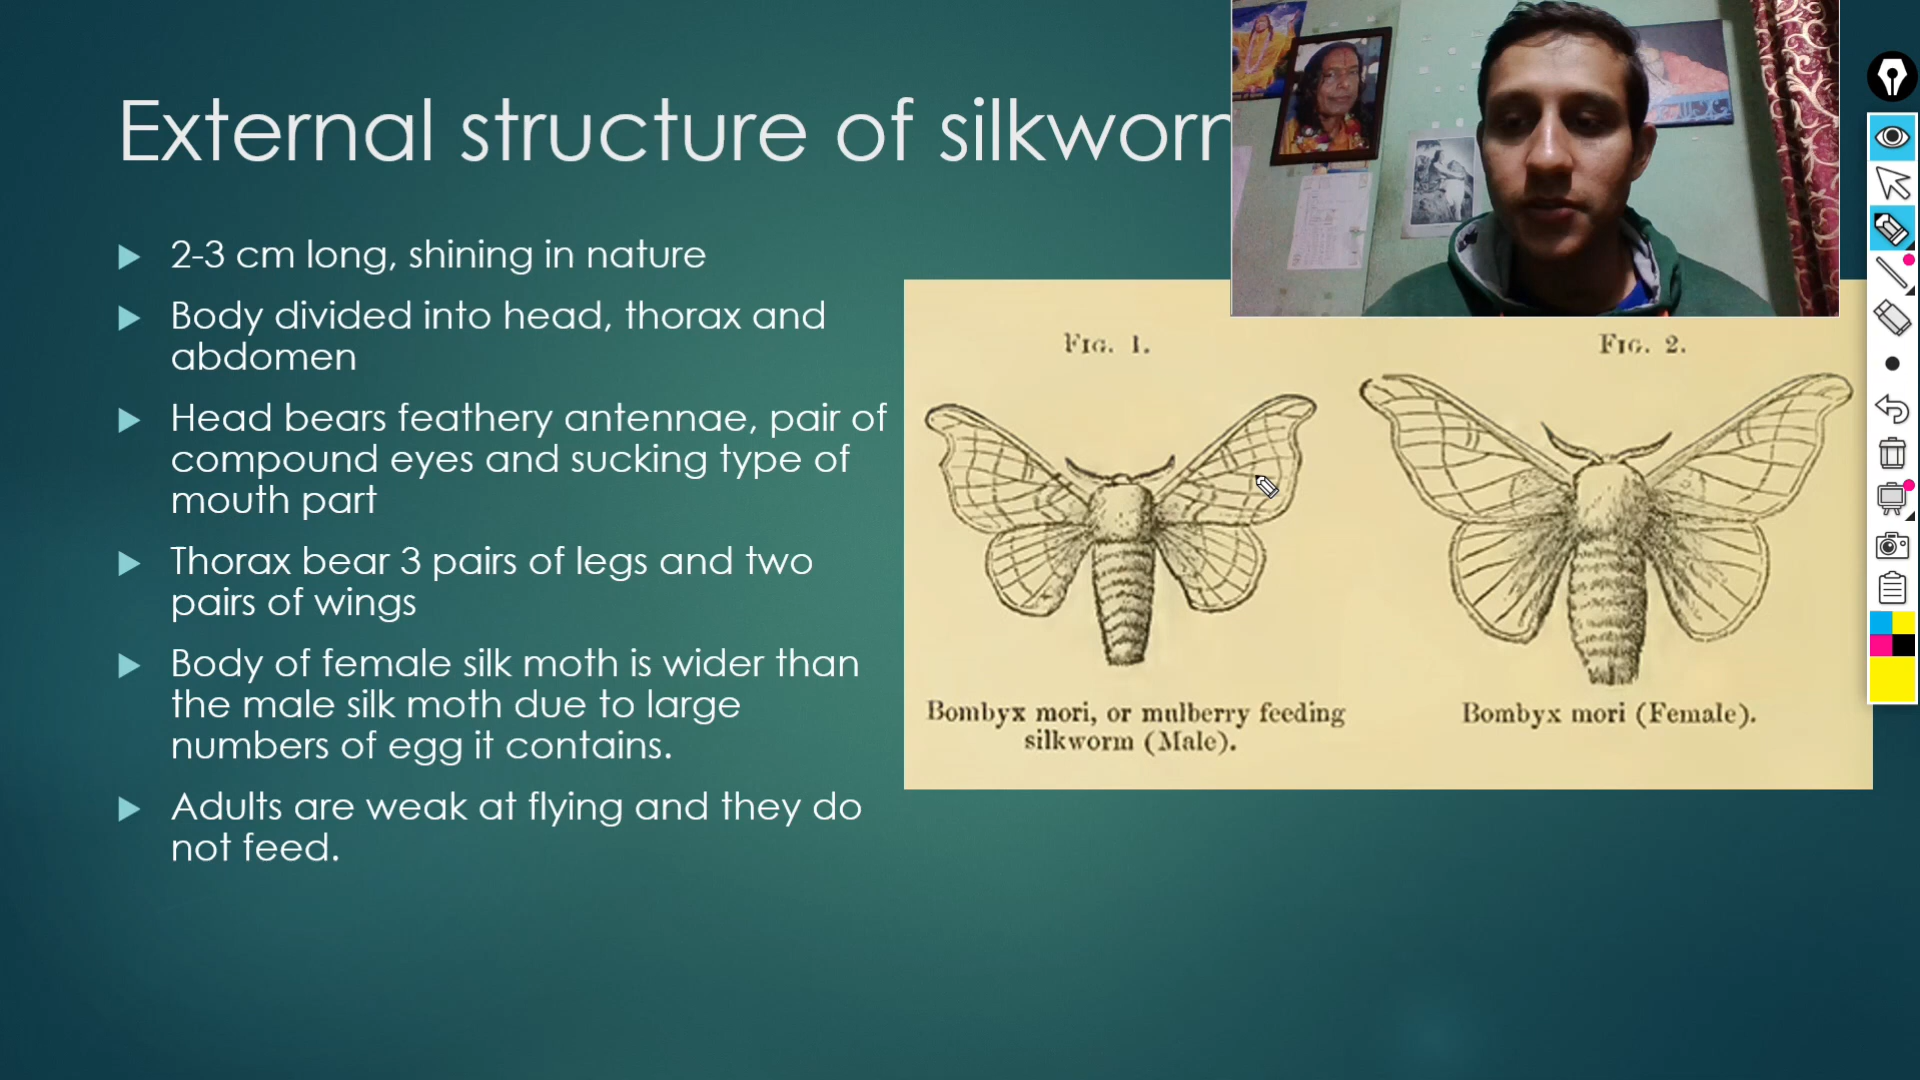 External structure of silkworm
2-3 cm long, shining in nature
Body divided into head, thorax and
abdomen
Head bears feathery antennae, pair of
compound eyes and sucking type of
mouth part
Thorax bear 3 pairs of legs and two
pairs of wings
Body of female silk moth is wider than
the male silk moth due to large
numbers of egg it contains.
Adults are weak at flying and they do
not feed.
FIG. 1.
FIG. 2.
Bombyx mori, or mulberry feeding
silkworm (Male).
Bombyx mori (Female).